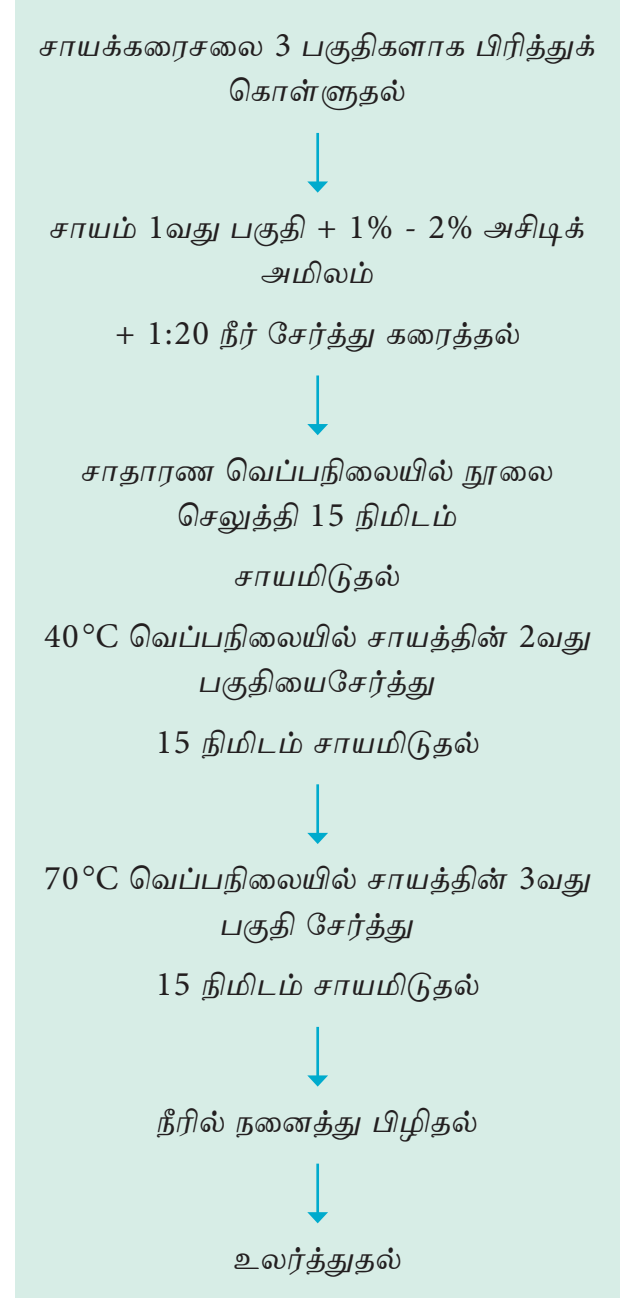 சாயக்கரைசலை 3 பகுதிகளாக பிரித்துக்
கொள்ளுதல்
சாயம் 1வது பகுதி + 1% - 2% அசிடிக்
அமிலம்
+ 1:20 நீர் சேர்த்து கரைத்தல்
சாதாரண வெப்பநிலையில் நூலை
செலுத்தி 15 நிமிடம்
சாயமிடுதல்
40°C வெப்பநிலையில் சாயத்தின் 2வது
பகுதியைசேர்த்து
15 நிமிடம் சாயமிடுதல்
70°C வெப்பநிலையில் சாயத்தின் 3வது
பகுதி சேர்த்து
15 நிமிடம் சாயமிடுதல்
நீரில் நனைத்து பிழிதல்
உலர்த்துதல்